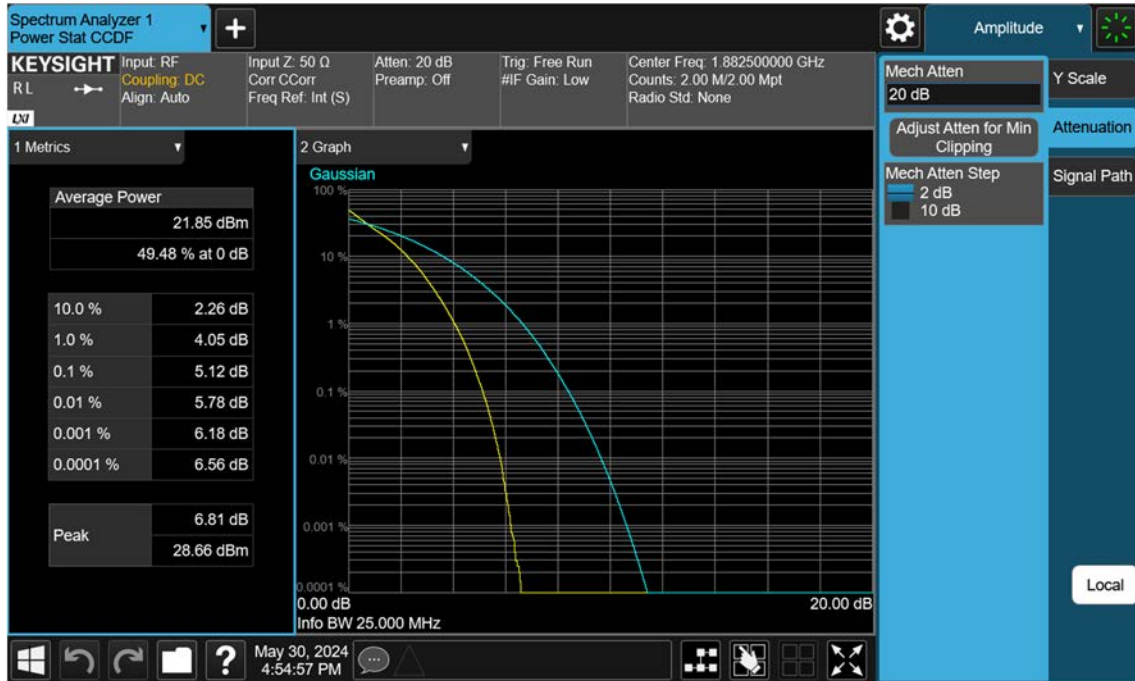 Spectrum Analyzer 1
Power Stat CCDF
+
Amplitude
KEYSIGHT
R L
LXI
Input: RF
Coupling: DC
Align: Auto
Input Z: 50 Ω
Corr CCorr
Freq Ref: Int (S)
Atten: 20 dB
Preamp: Off
Trig: Free Run
#IF Gain: Low
Center Freq: 1.882500000 GHz
Counts: 2.00 M/2.00 Mpt
Radio Std: None
Mech Atten
20 dB
Adjust Atten for Min
Clipping
Mech Atten Step
2 dB
10 dB
Y Scale
Attenuation
Signal Path
1 Metrics
Average Power
21.85 dBm
49.48 % at 0 dB
10.0 % 2.26 dB
1.0 % 4.05 dB
0.1 % 5.12 dB
0.01 % 5.78 dB
0.001 % 6.18 dB
0.0001 % 6.56 dB
Peak
6.81 dB
28.66 dBm
2 Graph
Gaussian
100 %
10 %
1 %
0.1 %
0.01 %
0.001 %
0.0001 %
0.00 dB 20.00 dB
Info BW 25.000 MHz
Local
?
May 30, 2024
4:54:57 PM